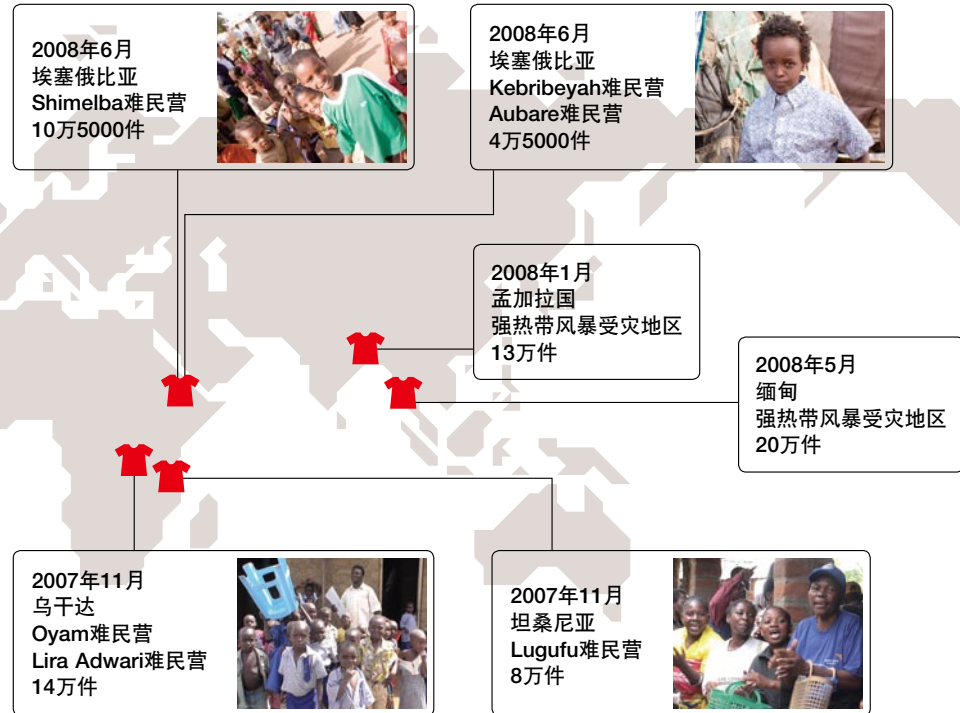 2008年6月
埃塞俄比亚
Shimelba难民营
10万5000件
2008年6月
埃塞俄比亚
Kebribeyah难民营
Aubare难民营
4万5000件
2008年1月
孟加拉国
强热带风暴受灾地区
13万件
2008年5月
缅甸
强热带风暴受灾地区
20万件
2007年11月
乌干达
Oyam难民营
Lira Adwari难民营
14万件
2007年11月
坦桑尼亚
Lugufu难民营
8万件